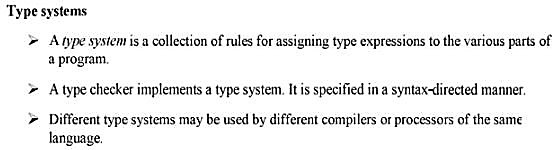 Type systems
➢ A type system is a collection of rules for assigning type expressions to the various parts of
a program.
➢ A type checker implements a type system. It is specified in a syntax-directed manner.
➢ Different type systems may be used by different compilers or processors of the same
language.